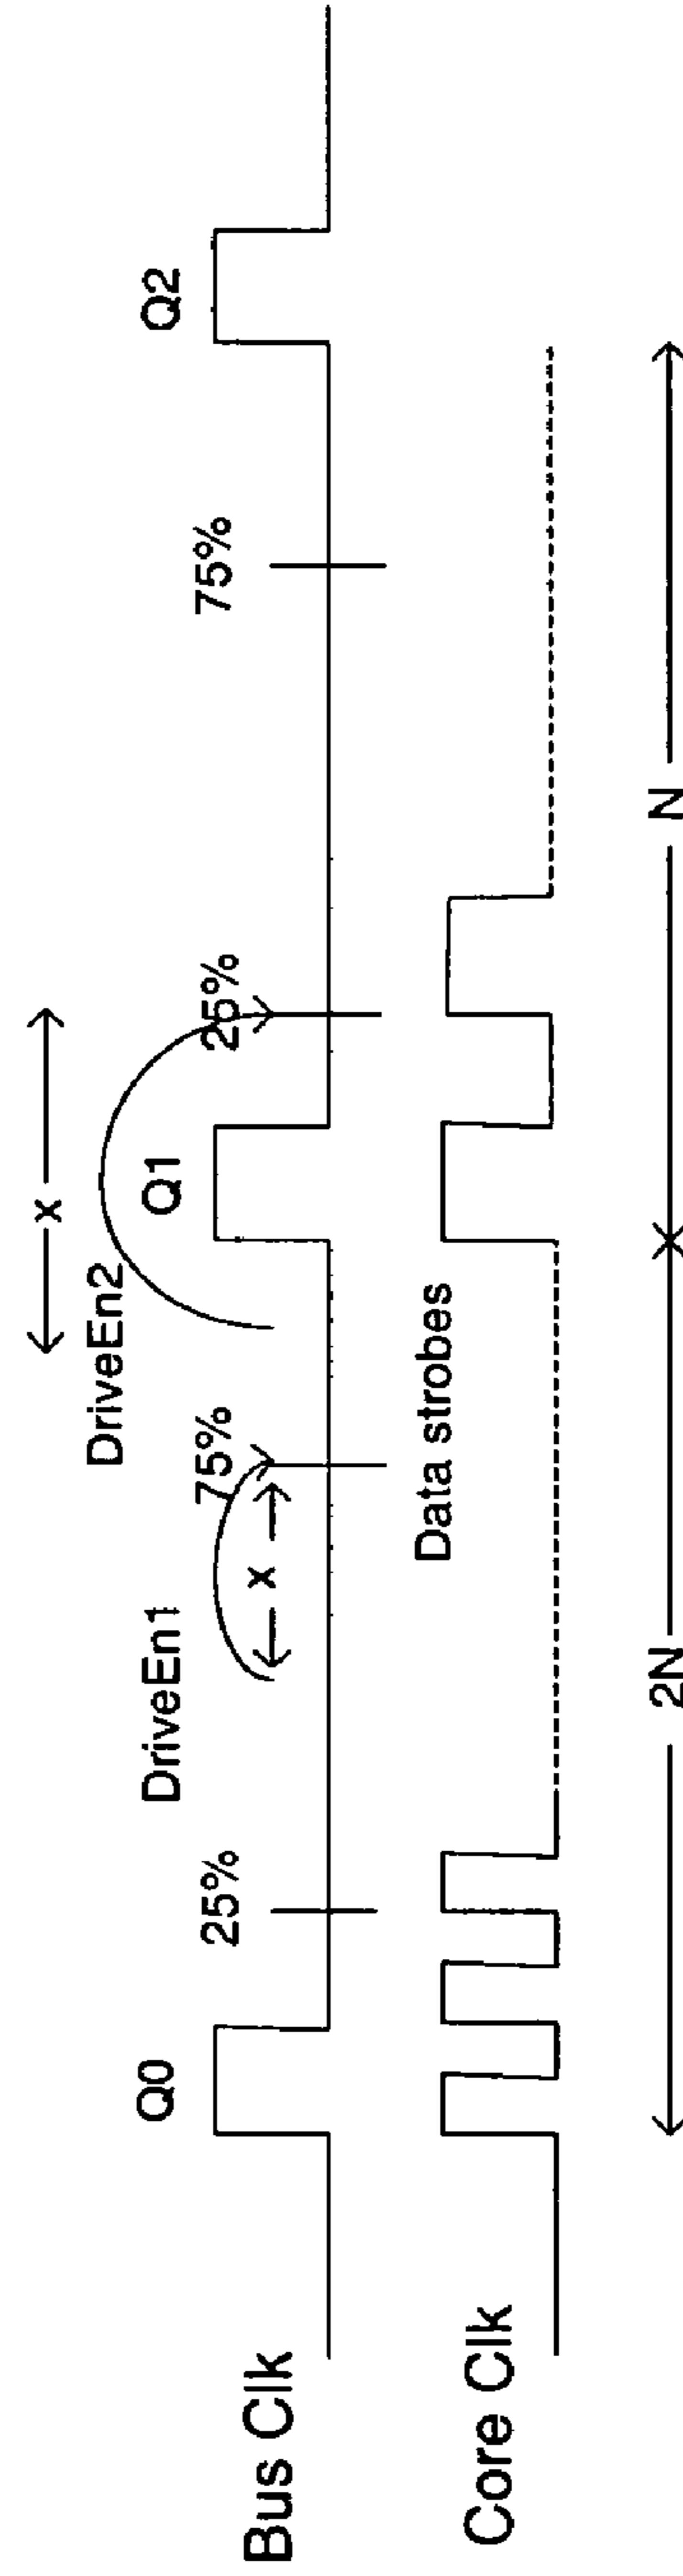 x
DriveEn2
DriveEn1
Q0
Q1
Q2
25%
75%
25%
75%
x
Bus Clk
Data strobes
Core Clk
2N
N